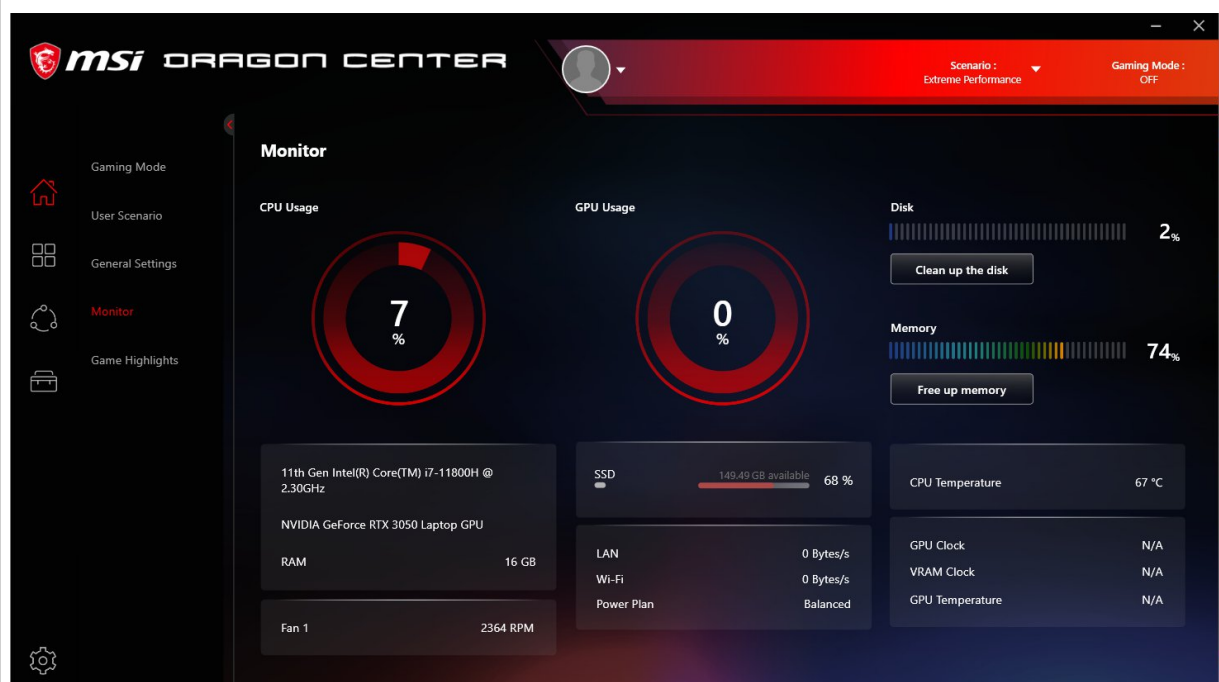 msi DRAGON CENTER
Scenario :
Extreme Performance
Gaming Mode :
OFF
Gaming Mode
User Scenario
General Settings
Monitor
Game Highlights
Monitor
CPU Usage
7
%
GPU Usage
0
%
Disk
2%
Clean up the disk
Memory
74%
Free up memory
11th Gen Intel(R) Core(TM) i7-11800H @
2.30GHz
NVIDIA GeForce RTX 3050 Laptop GPU
RAM 16 GB
Fan 1 2364 RPM
SSD 149.49 GB available 68 %
LAN 0 Bytes/s
Wi-Fi 0 Bytes/s
Power Plan Balanced
CPU Temperature 67 °C
GPU Clock N/A
VRAM Clock N/A
GPU Temperature N/A